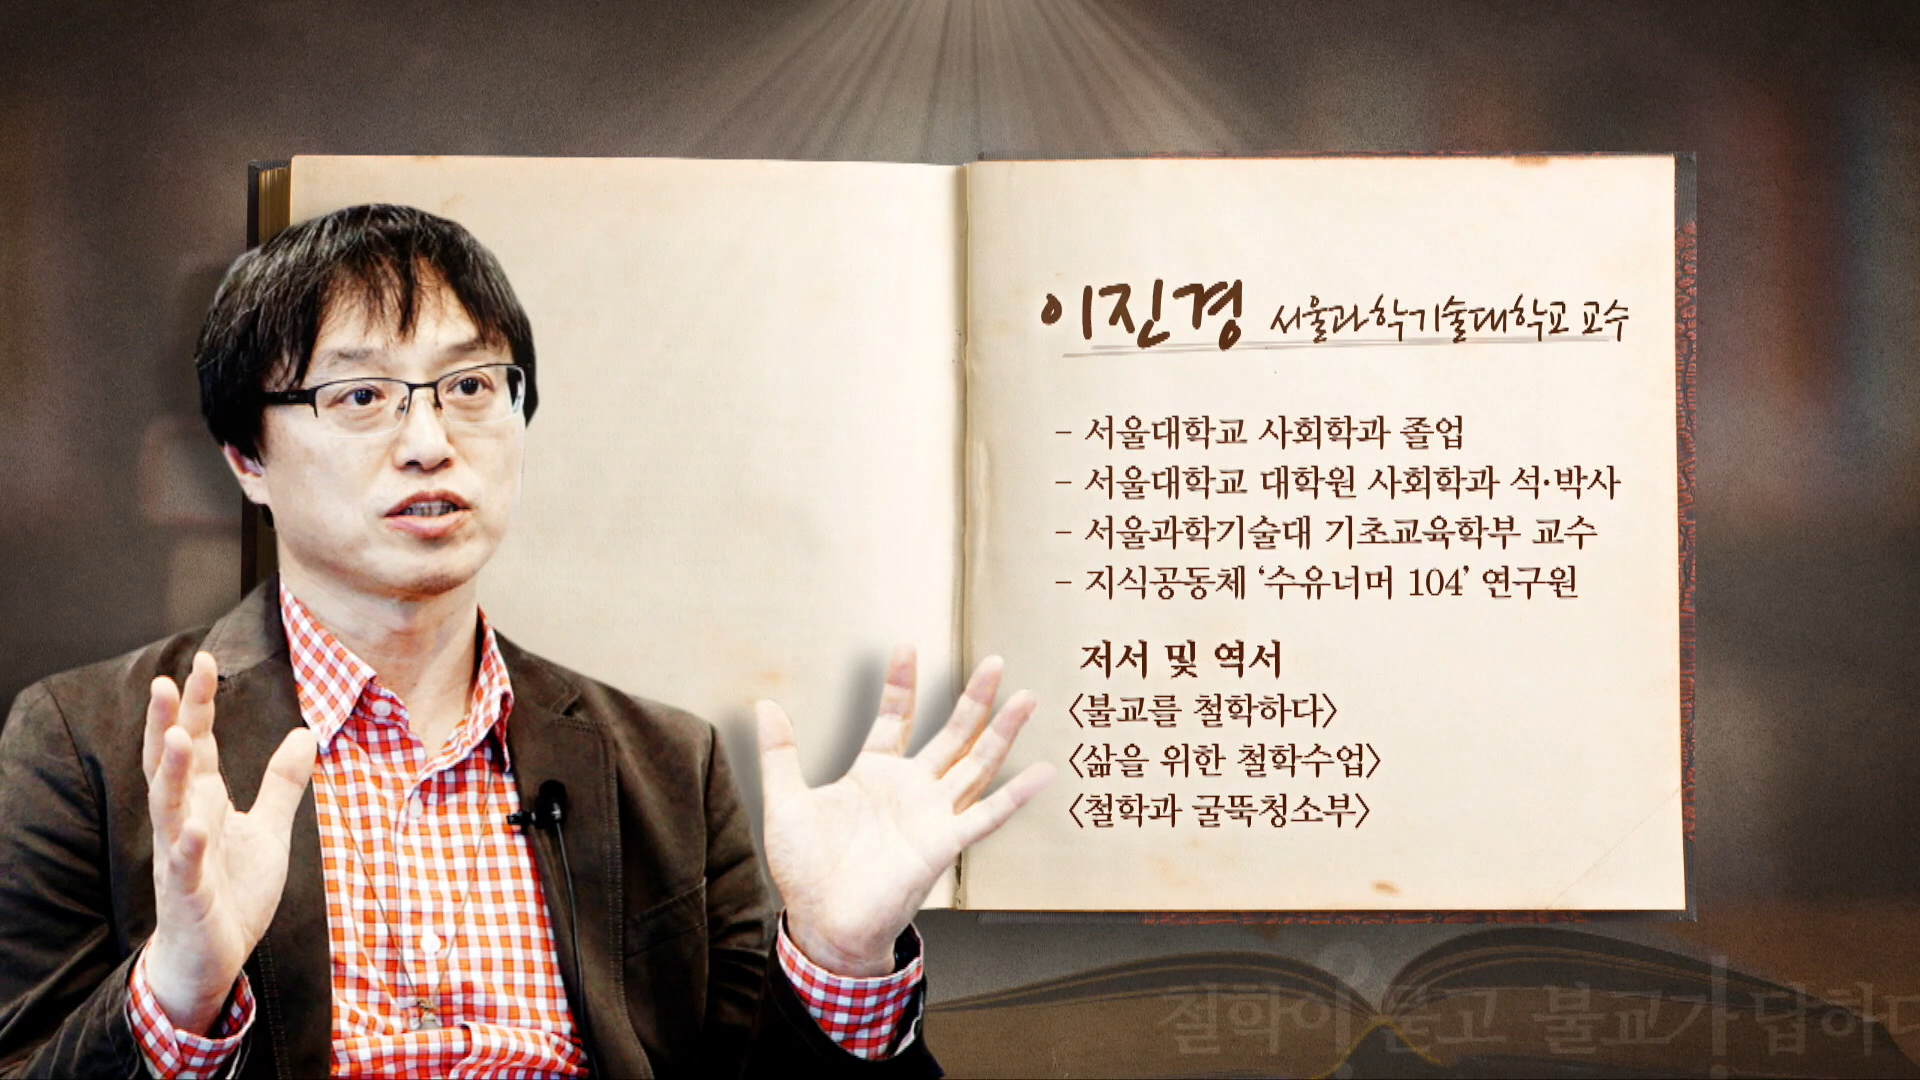 이진경 서울과학기술대학교 교수
- 서울대학교 사회학과 졸업
- 서울대학교 대학원 사회학과 석·박사
- 서울과학기술대 기초교육학부 교수
- 지식공동체 ‘수유너머 104’ 연구원
저서 및 역서
〈불교를 철학하다〉
〈삶을 위한 철학수업〉
〈철학과 굴뚝청소부〉
철학이 묻고 불교가 답하다